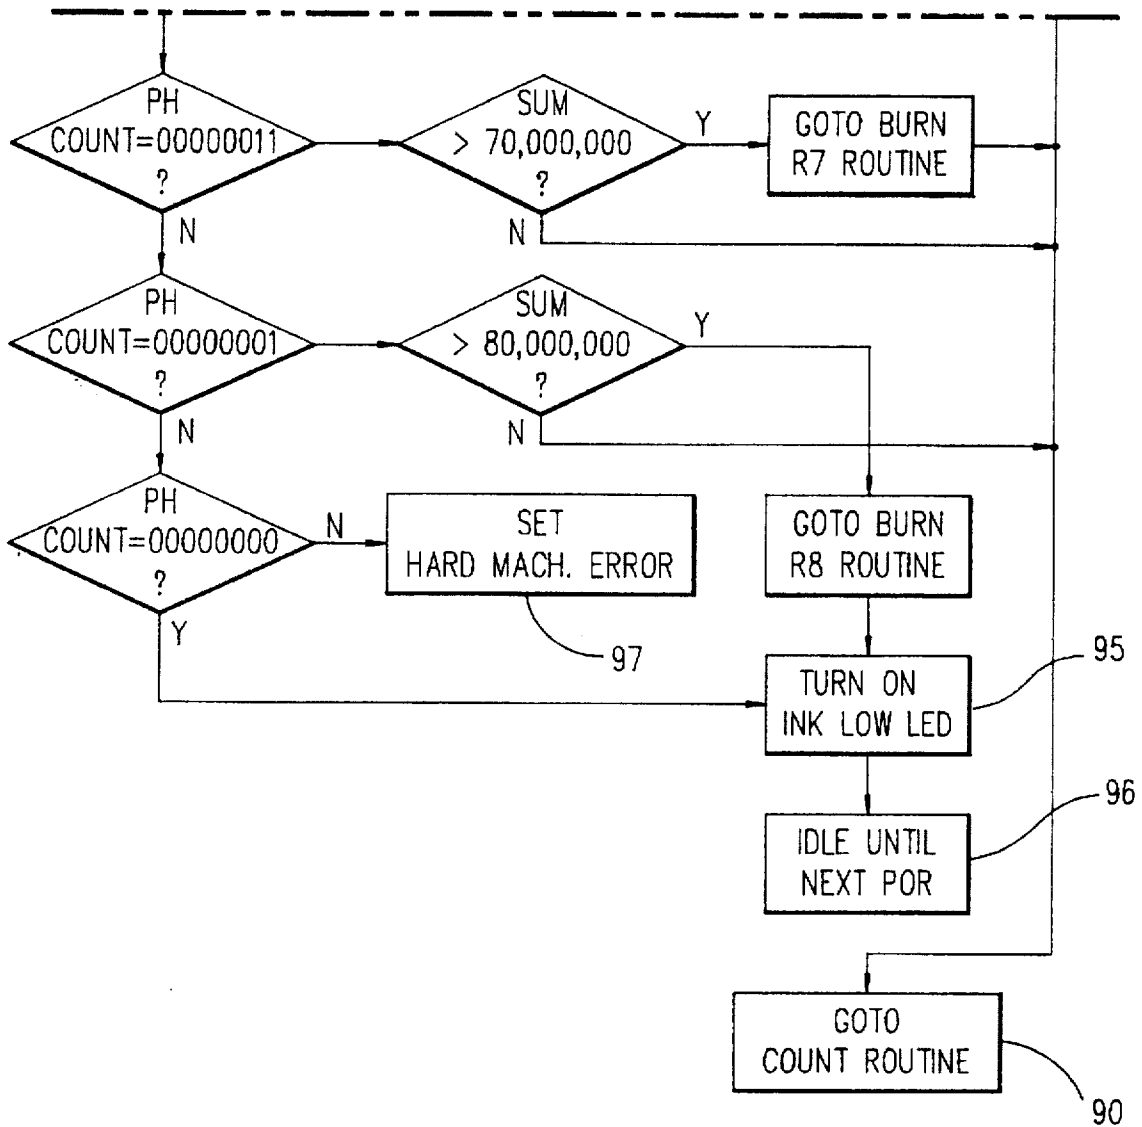 PH
COUNT=00000011
?
N
SUM
> 70,000,000
?
Y
N
GOTO BURN
R7 ROUTINE
PH
COUNT=00000001
?
N
SUM
> 80,000,000
?
Y
N
PH
COUNT=00000000
?
N
Y
SET
HARD MACH. ERROR
97
GOTO BURN
R8 ROUTINE
TURN ON
INK LOW LED
95
IDLE UNTIL
NEXT POR
96
GOTO
COUNT ROUTINE
90